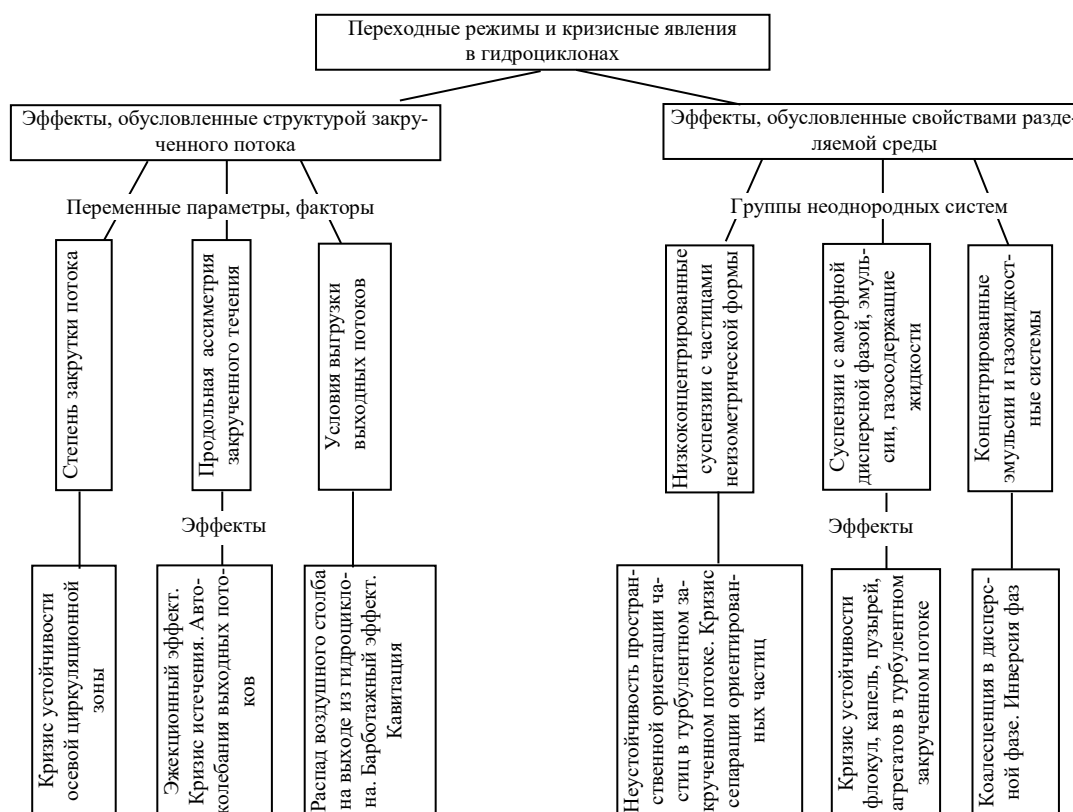 Переходные режимы и кризисные явления
в гидроциклонах
Эффекты, обусловленные структурой закру-
ченного потока
Эффекты, обусловленные свойствами разде-
ляемой среды
Переменные параметры, факторы
Группы неоднородных систем
Степень закрутки потока
Продольная ассиметрия
закрученного течения
Условия выгрузки
выходных потоков
Низкоконцентрированные
суспензии с частицами
неизометрической формы
Суспензии с аморфной
дисперсной фазой, эмуль-
сии, газосодержащие
жидкости
Концентрированные
эмульсии и газожидкост-
ные системы
Эффекты
Эффекты
Кризис устойчивости
осевой циркуляционной
зоны
Эжекционный эффект.
Кризис истечения. Авто-
колебания выходных пото-
ков
Распад воздушного столба
на выходе из гидроцикло-
на. Барботажный эффект.
Кавитация
Неустойчивость простран-
ственной ориентации ча-
стиц в турбулентном за-
крученном потоке. Кризис
сепарации ориентирован-
ных частиц
Кризис устойчивости
флокул, капель, пузырей,
агрегатов в турбулентном
закрученном потоке
Коалесценция в дисперс-
ной фазе. Инверсия фаз